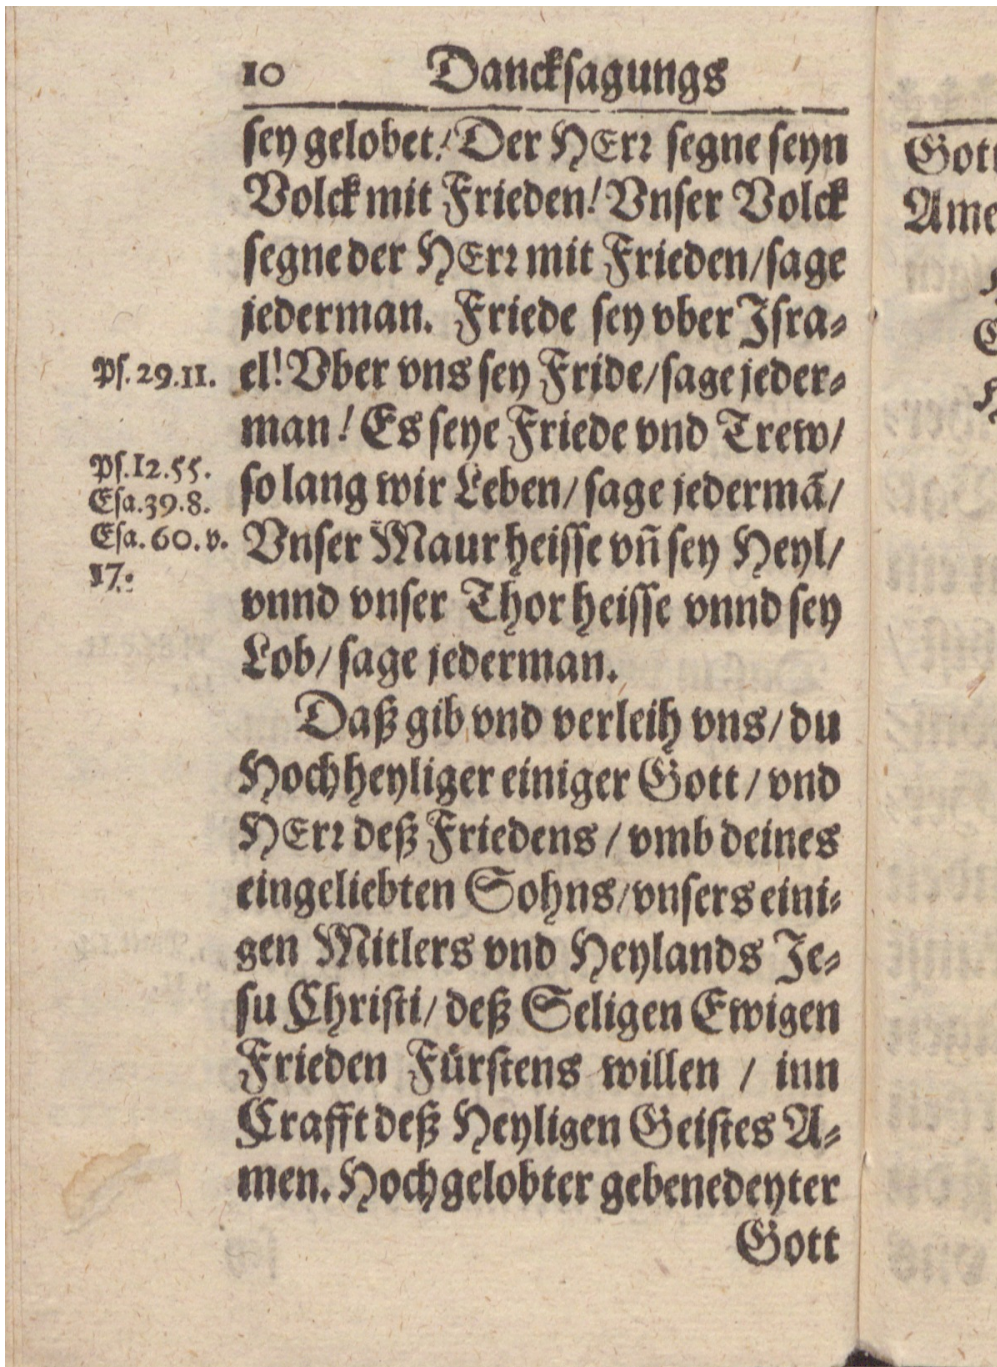 10 Dancksagungs
sey gelobet! Der HErr segne seyn
Volck mit Frieden! Vnser Volck
segne der HErr mit Frieden/ sage
jederman. Friede sey vber Isra-
Ps. 29.11.
el! Vber vns sey Fride/ sage jeder-
man! Es seye Friede vnd Trew/
Ps. 12.55.
so lang wir Leben/ sage jedermã/
Esa. 39.8.
Esa. 60. v.
Vnser Maur heisse vñ sey Heyl/
17.
vnnd vnser Thor heisse vnnd sey
Lob/ sage jederman.
Daß gib vnd verleih vns/ du
Hochheyliger einiger Gott/ vnd
HErr deß Friedens/ vmb deines
eingeliebten Sohns/ vnsers eini-
gen Mitlers vnd Heylands Je-
su Christi/ deß Seligen Ewigen
Frieden Fürstens willen/ inn
Crafft deß Heyligen Geistes A-
men. Hochgelobter gebenedeyter
Gott
Gott
Ame